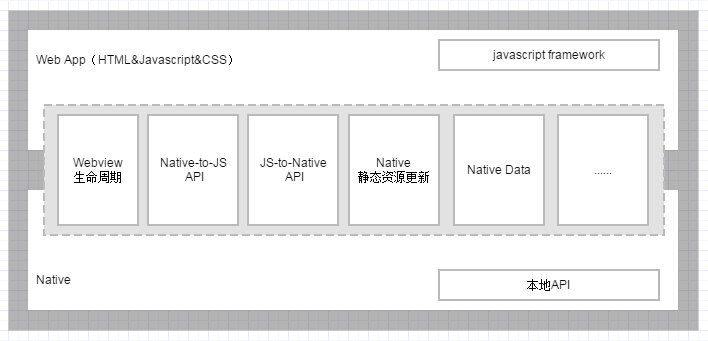 Web App（HTML&Javascript&CSS）
javascript framework
Webview
生命周期
Native-to-JS
API
JS-to-Native
API
Native
静态资源更新
Native Data
......
Native
本地API